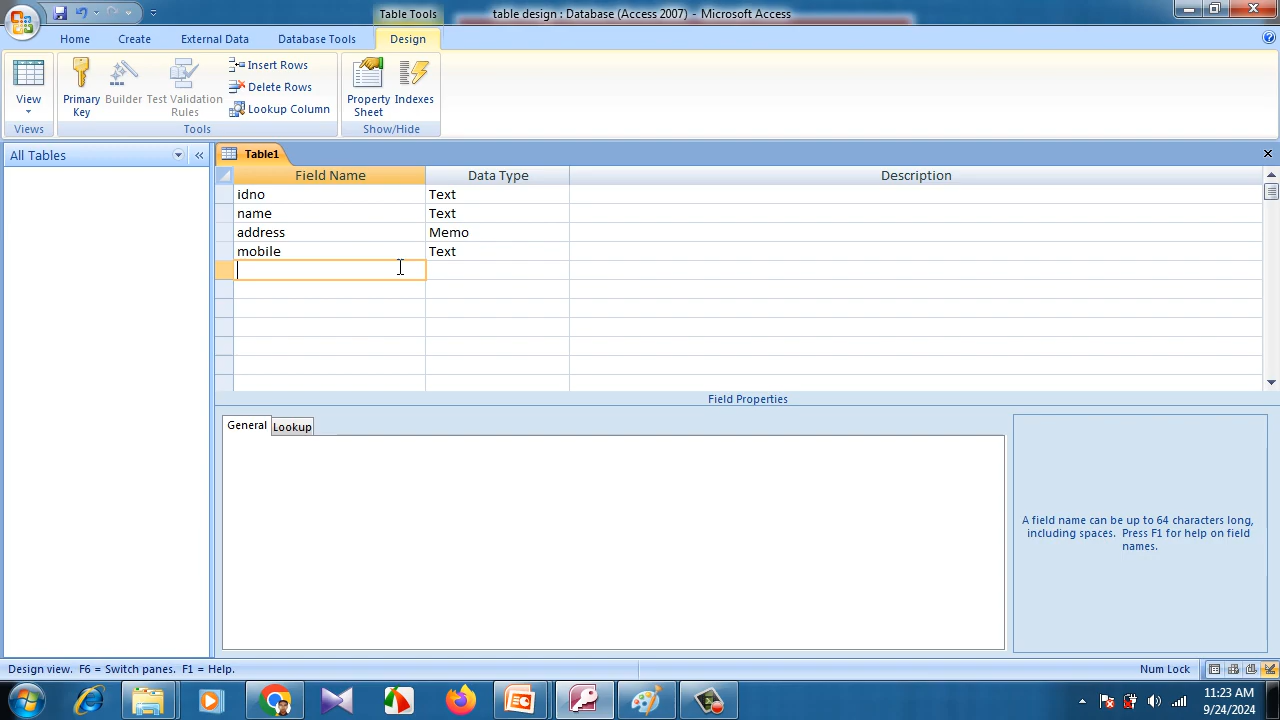 Table Tools
table design : Database (Access 2007) - Microsoft Access
Home Create External Data Database Tools Design
View
Views
Primary Key
Builder
Test Validation Rules
Insert Rows
Delete Rows
Lookup Column
Tools
Property Sheet
Indexes
Show/Hide
All Tables
«
Table1
Field Name Data Type Description
idno Text
name Text
address Memo
mobile Text
Field Properties
General Lookup
A field name can be up to 64 characters long,
including spaces. Press F1 for help on field
names.
Design view. F6 = Switch panes. F1 = Help.
Num Lock
11:23 AM
9/24/2024